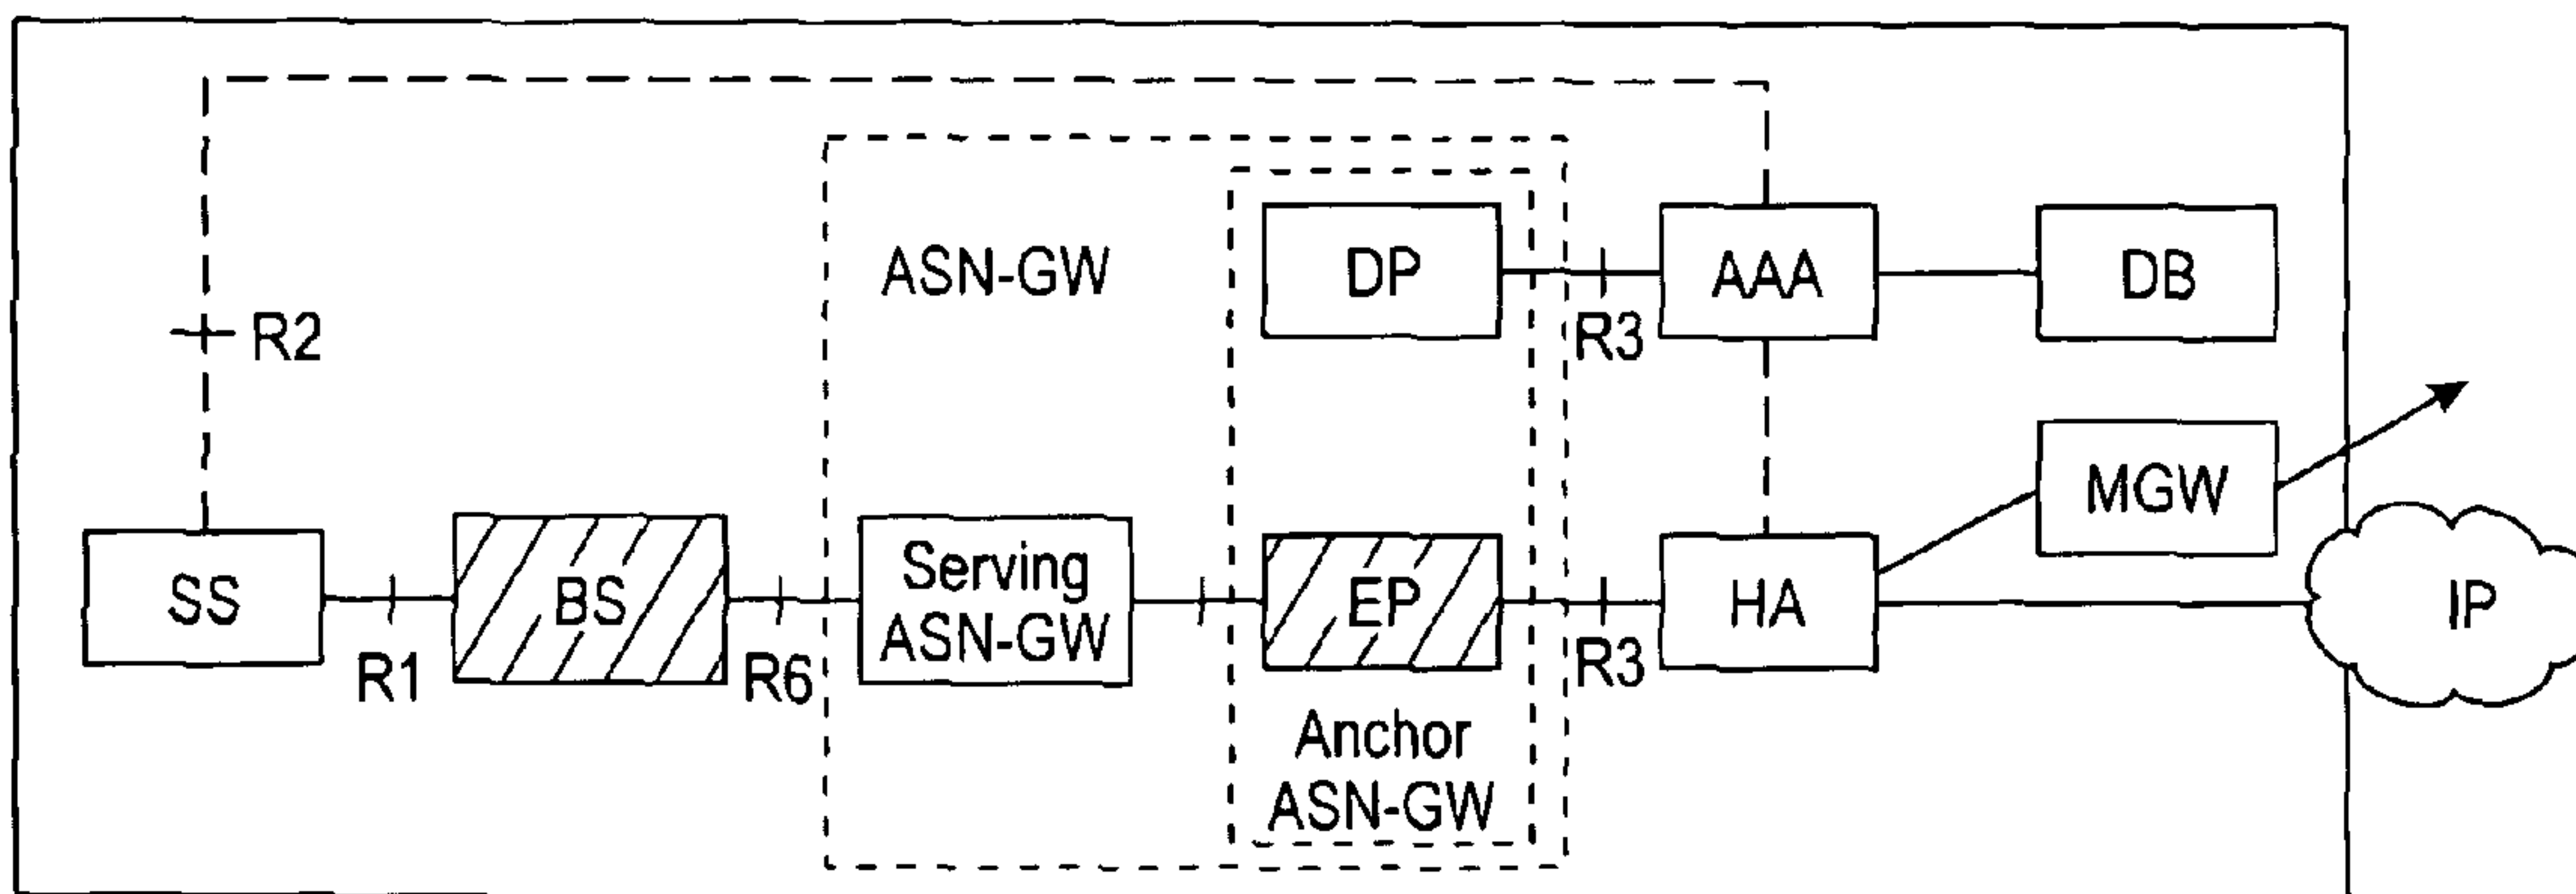 ASN-GW
DP
AAA
DB
R2
R3
MGW
SS
BS
Serving
ASN-GW
EP
HA
IP
R1
R6
R3
Anchor
ASN-GW